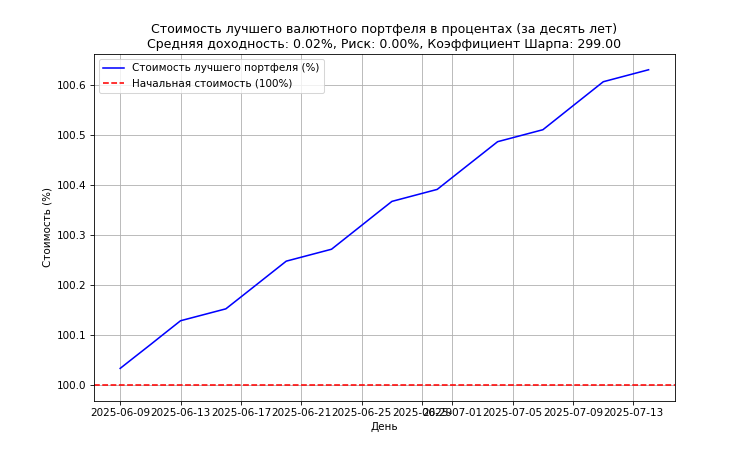 Стоимость лучшего валютного портфеля в процентах (за десять лет)
Средняя доходность: 0.02%, Риск: 0.00%, Коэффициент Шарпа: 299.00
Стоимость лучшего портфеля (%)
Начальная стоимость (100%)
100.6
100.5
100.4
100.3
100.2
100.1
100.0
Стоимость (%)
2025-06-09 2025-06-13 2025-06-17 2025-06-21 2025-06-25 2025-06-29 2025-07-01 2025-07-05 2025-07-09 2025-07-13
День